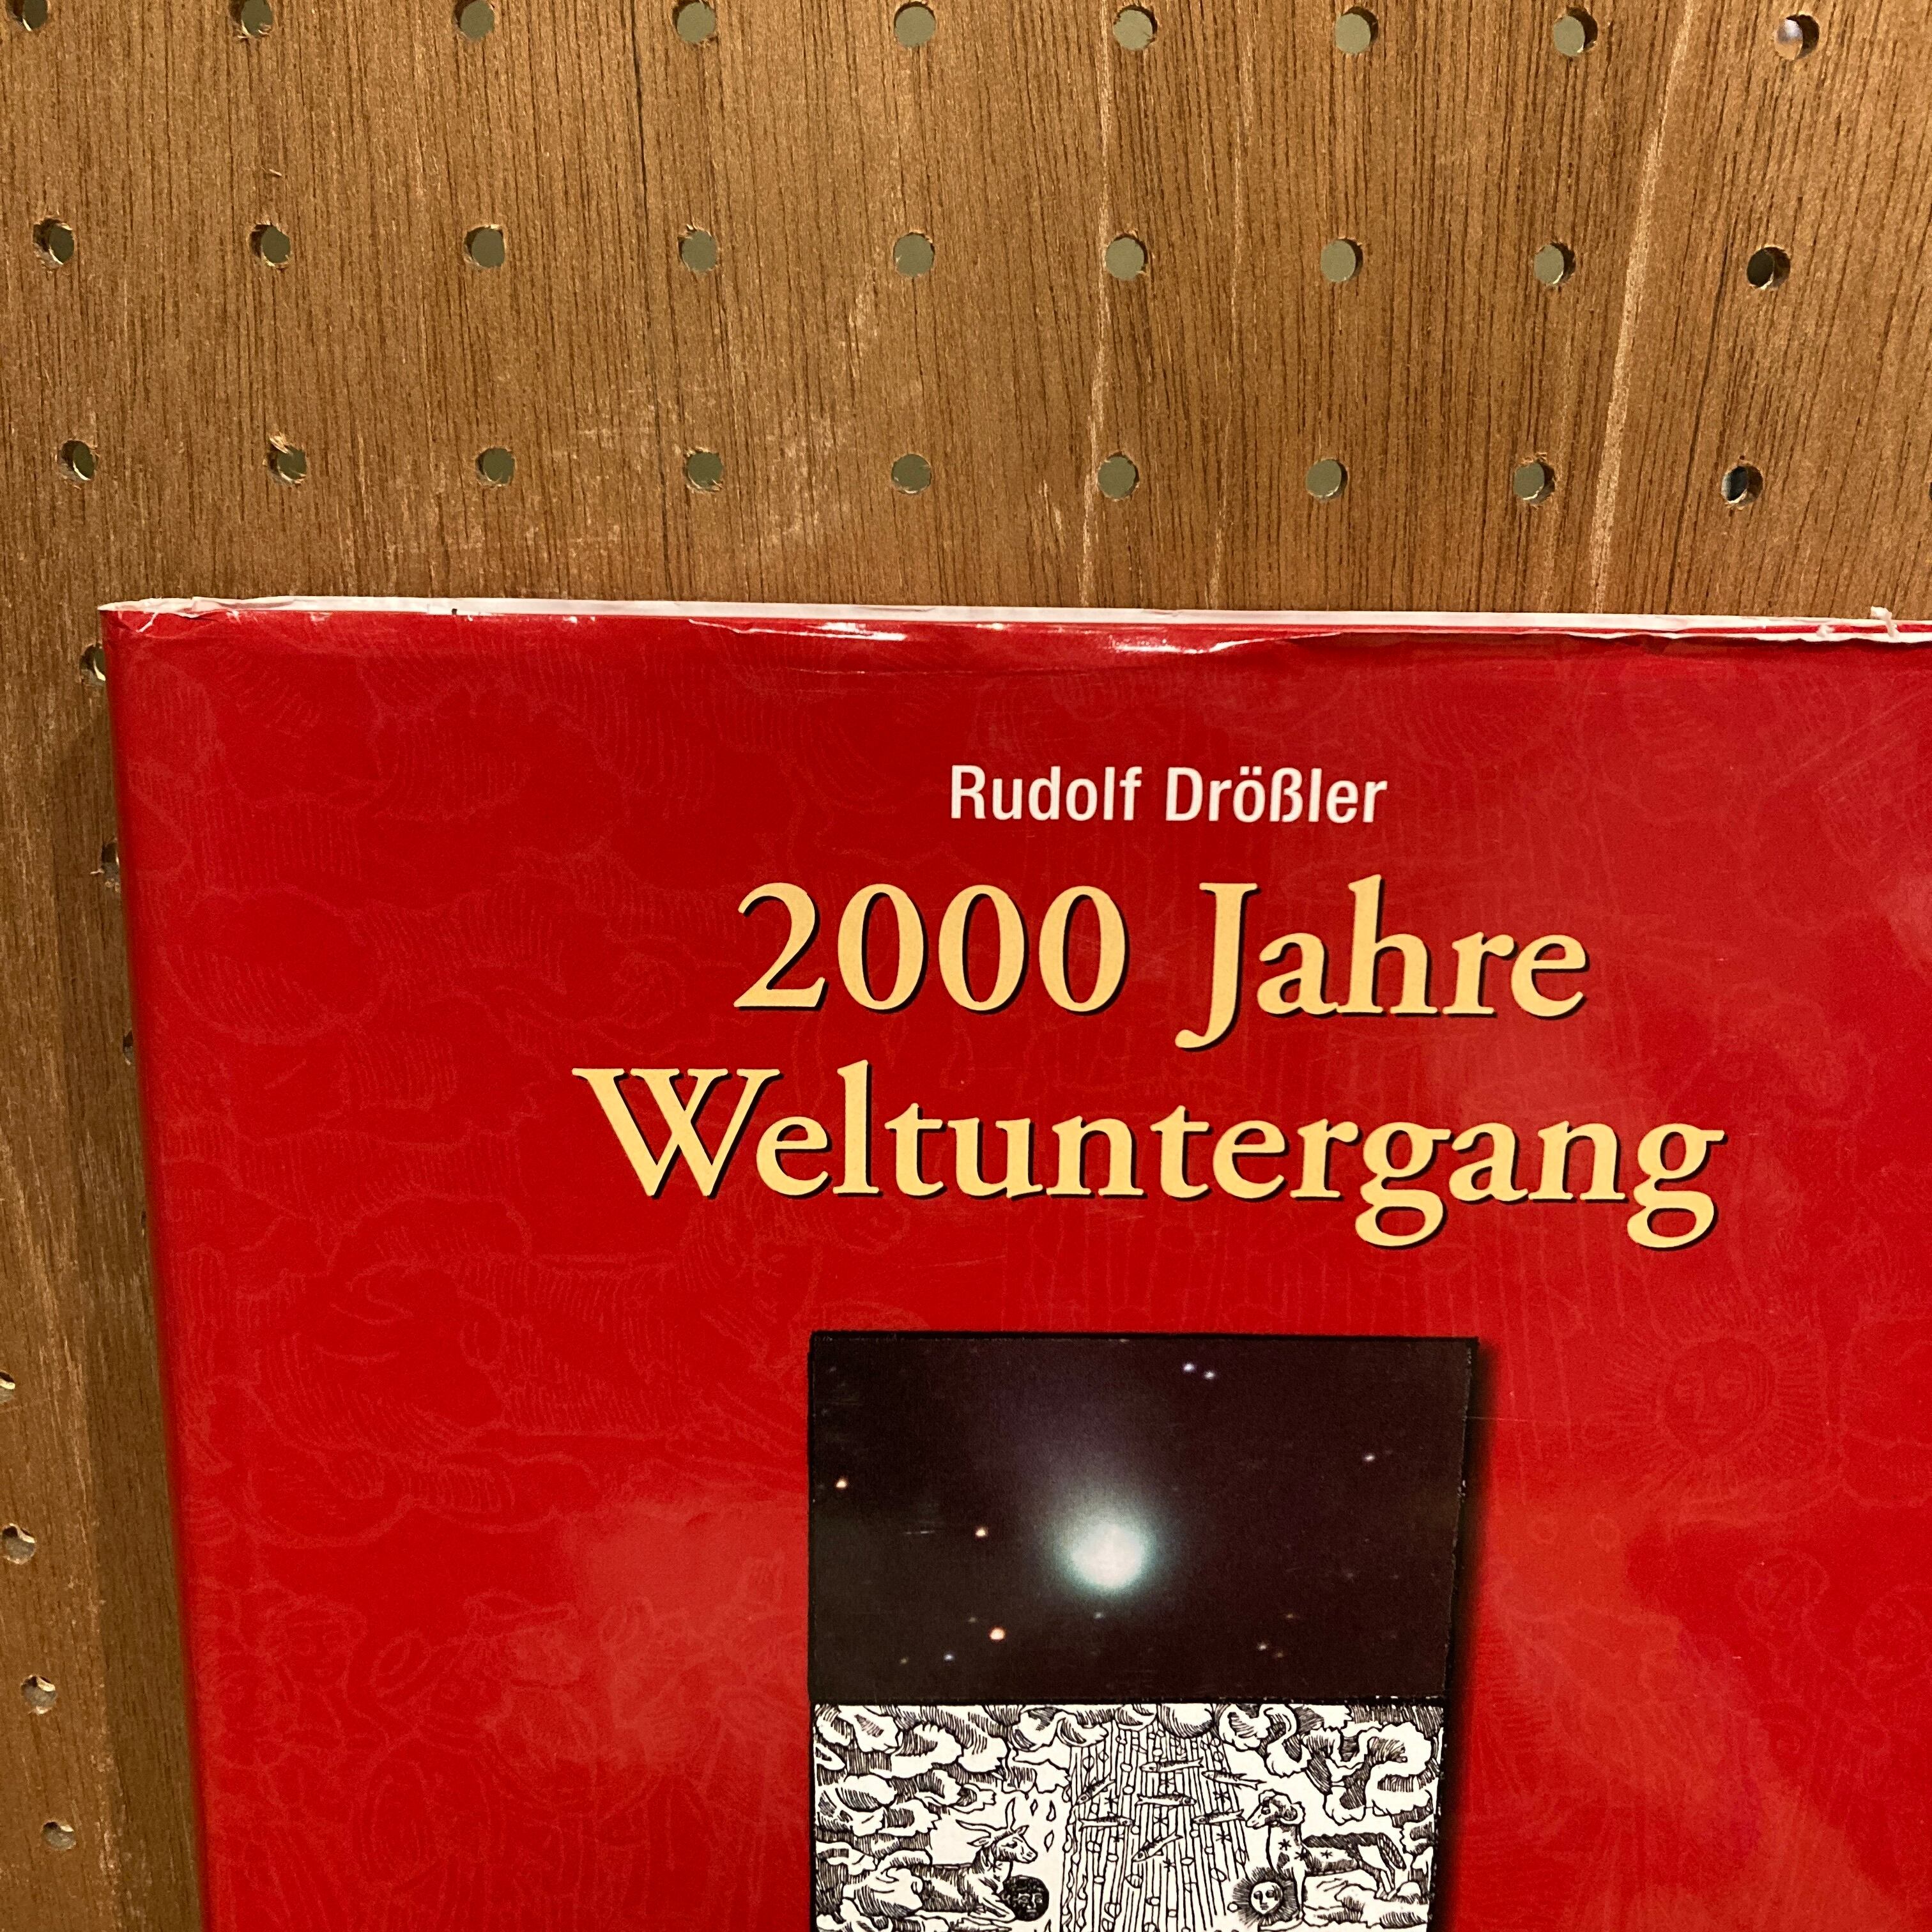 Rudolf Drößler
2000 Jahre
Weltuntergang